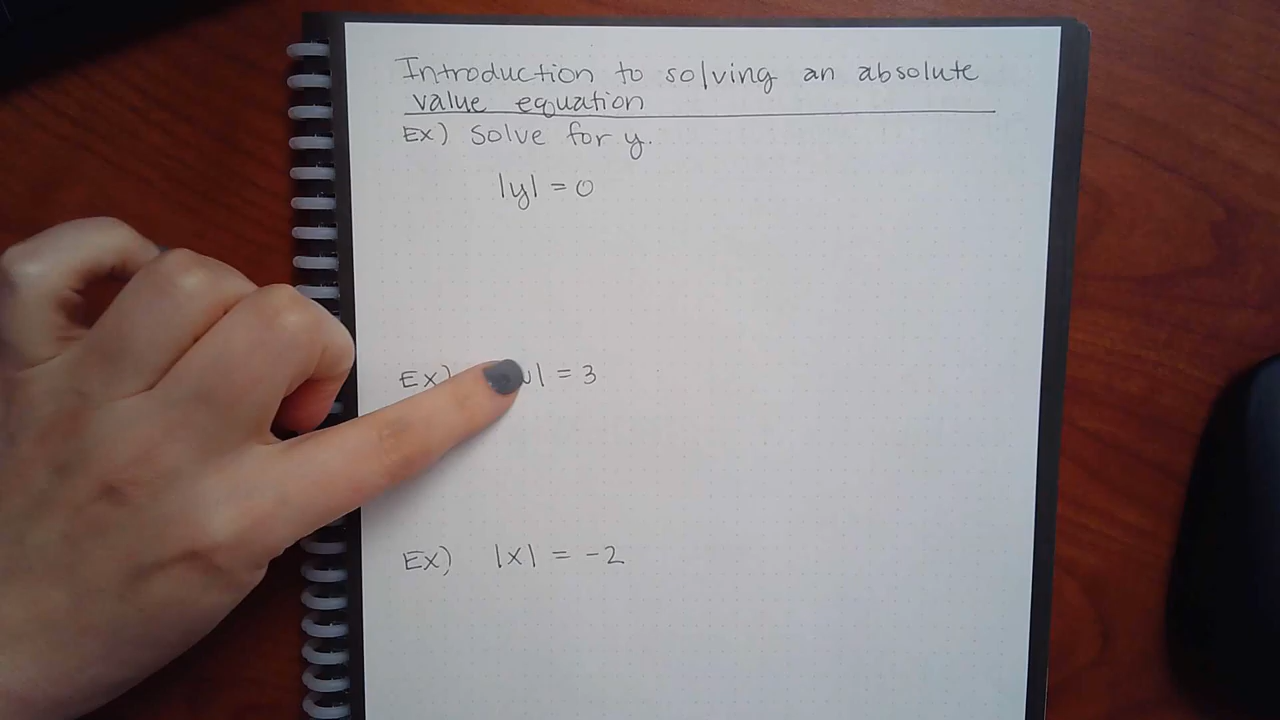 Introduction to solving an absolute
value equation
Ex) Solve for y.
|y| = 0
Ex) | = 3
Ex) |x| = -2